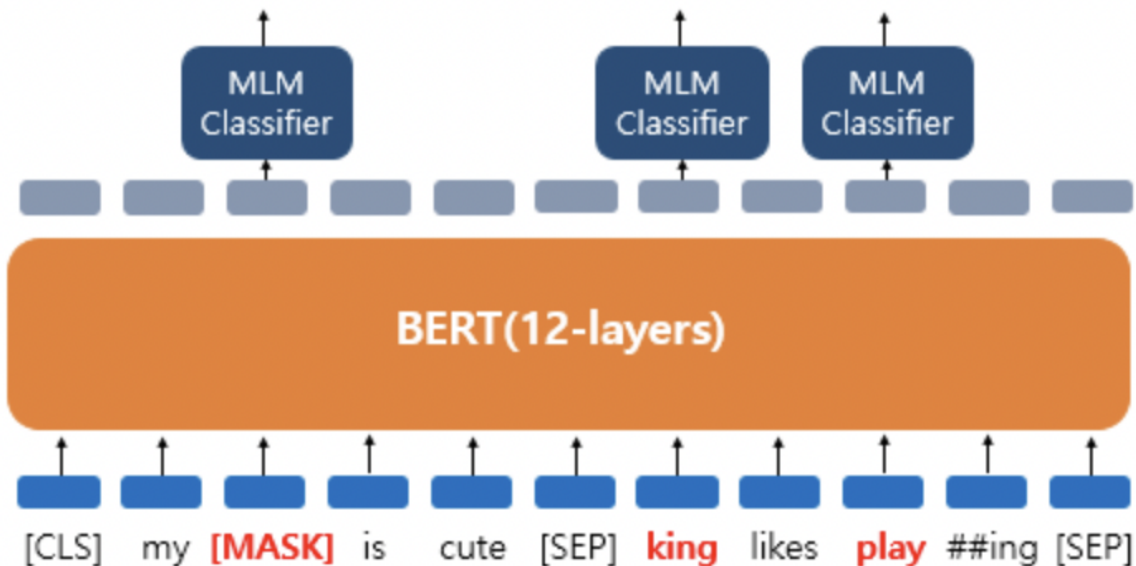 MLM
Classifier
MLM
Classifier
MLM
Classifier
BERT(12-layers)
[CLS] my [MASK] is cute [SEP] king likes play ##ing [SEP]